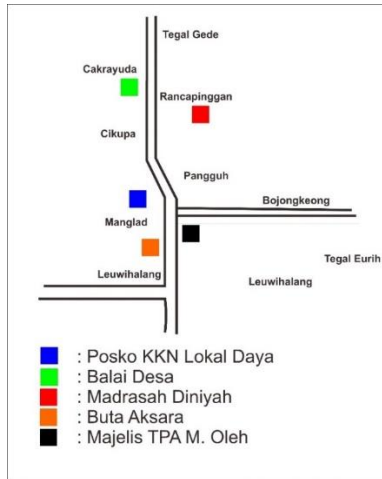 Tegal Gede
Cakrayuda
Rancapinggan
Cikupa
Pangguh
Bojongkeong
Manglad
Tegal Eurih
Leuwihalang
Leuwihalang
: Posko KKN Lokal Daya
: Balai Desa
: Madrasah Diniyah
: Buta Aksara
: Majelis TPA M. Oleh